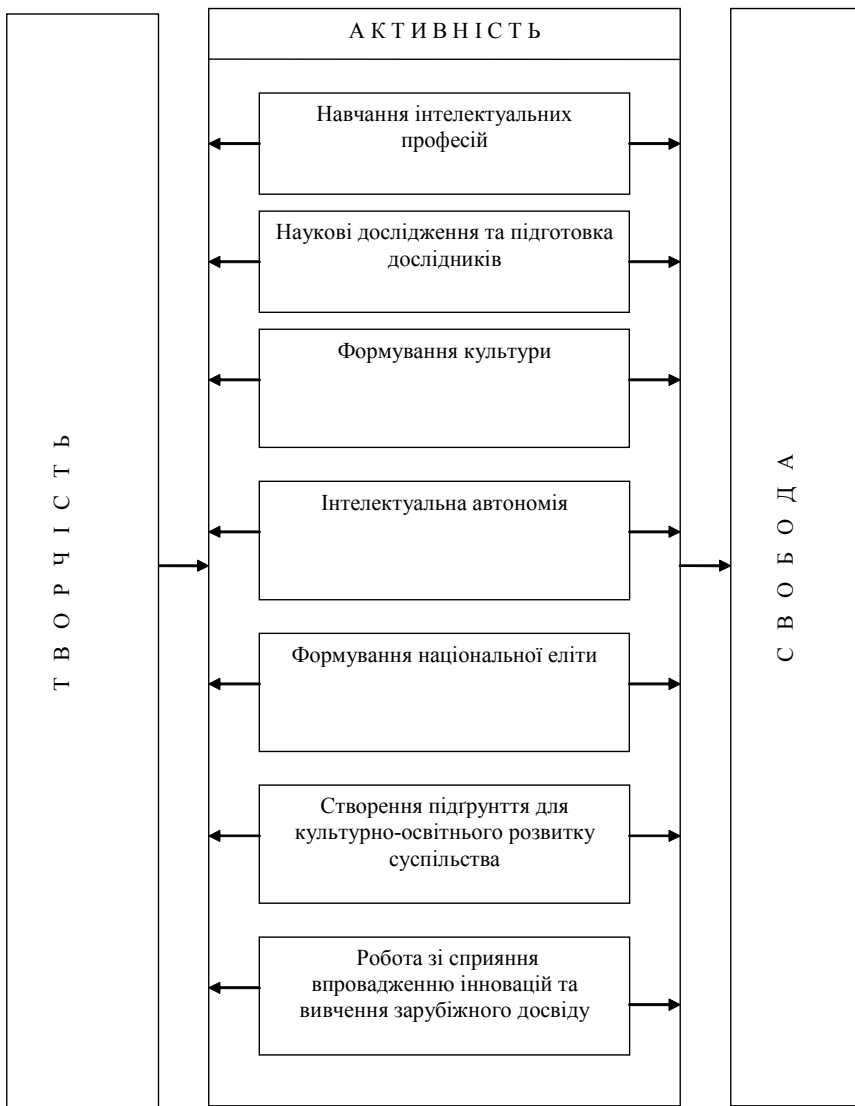 Т В О Р Ч І С Т Ь
А К Т И В Н І С Т Ь
Навчання інтелектуальних
професій
Наукові дослідження та підготовка
дослідників
Формування культури
Інтелектуальна автономія
Формування національної еліти
Створення підґрунття для
культурно-освітнього розвитку
суспільства
Робота зі сприяння
впровадженню інновацій та
вивчення зарубіжного досвіду
С В О Б О Д А